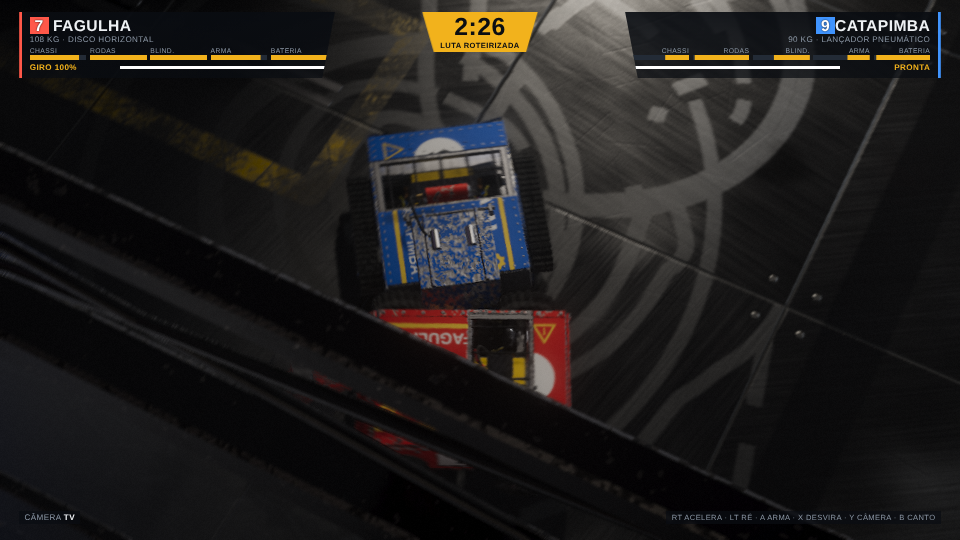 7 FAGULHA
108 KG · DISCO HORIZONTAL
CHASSI RODAS BLIND. ARMA BATERIA
GIRO 100%
2:26
LUTA ROTEIRIZADA
9 CATAPIMBA
90 KG · LANÇADOR PNEUMÁTICO
CHASSI RODAS BLIND. ARMA BATERIA
PRONTA
CÂMERA TV
RT ACELERA · LT RÉ · A ARMA · X DESVIRA · Y CÂMERA · B CANTO